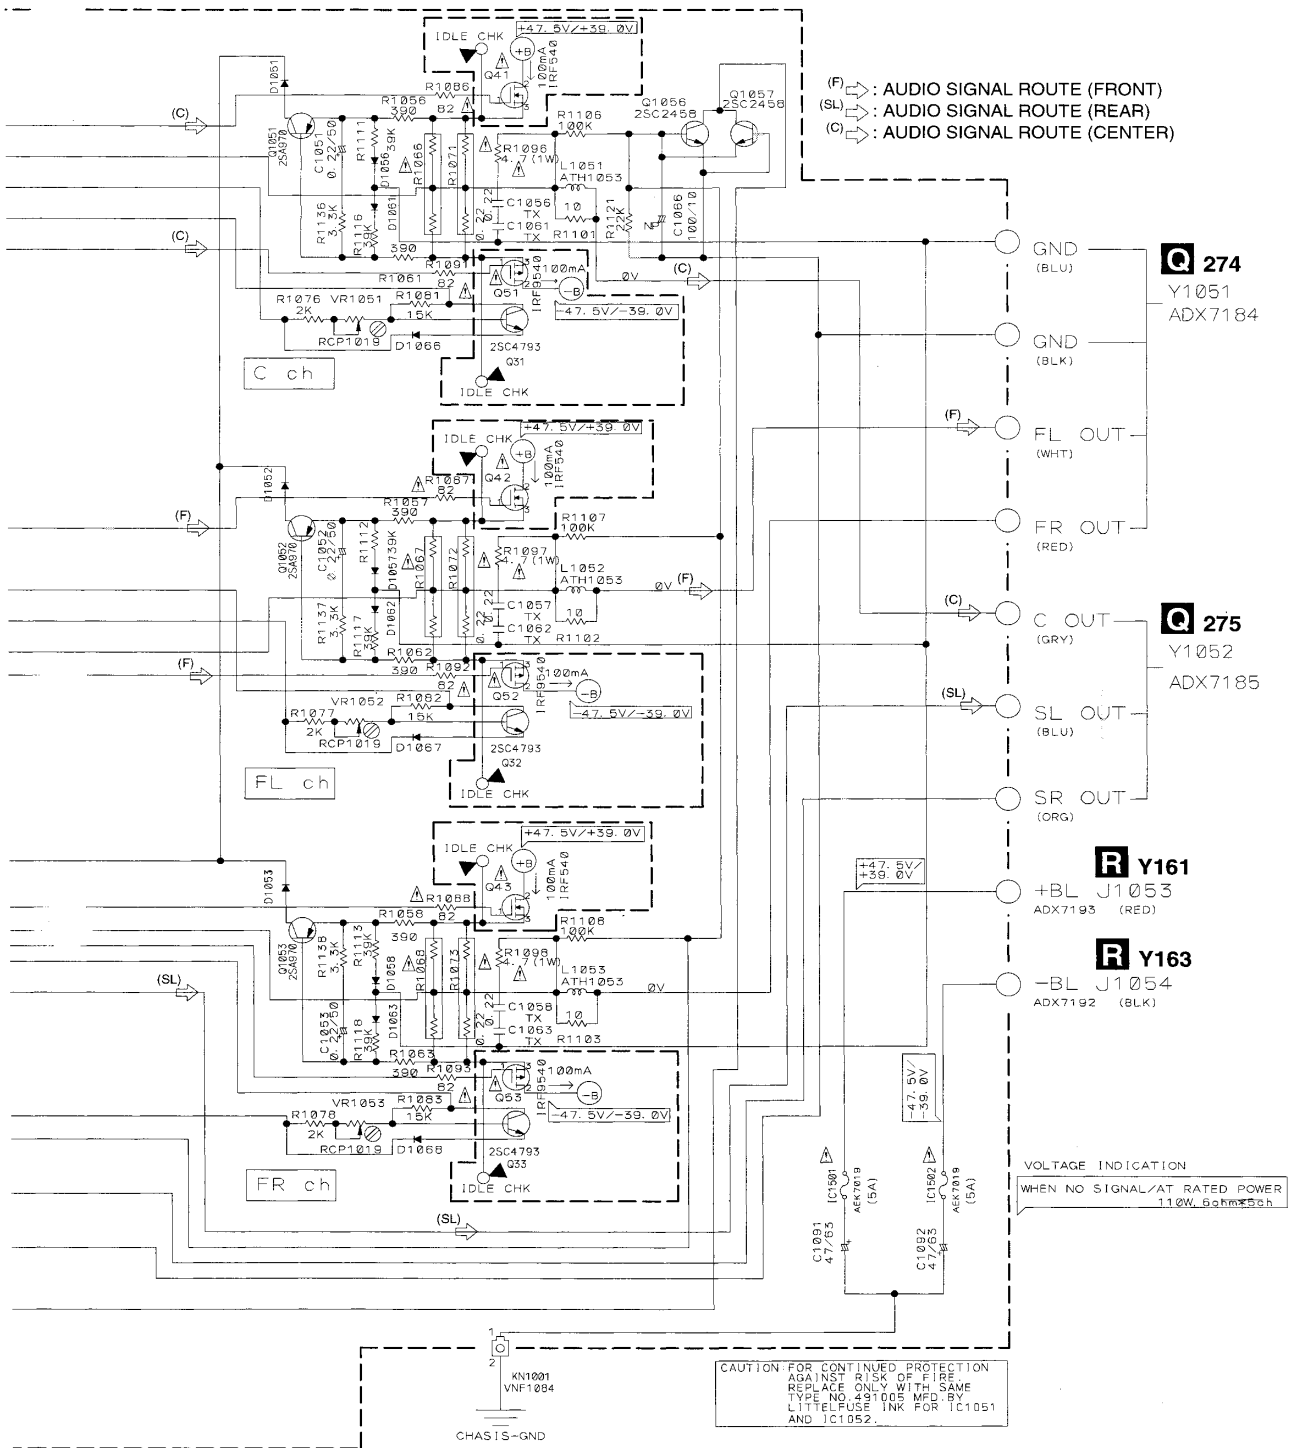 IDLE CHK
+47.5V/+39.0V
+B
Q41
100mA
IRF540
D1051
R1086
82
R1056
390
(C)
Q1051
2SA970
C1051
0.22/50
R1111
39K
D1056
R1066
R1071
R1096
4.7(1W)
R1106
100K
Q1056
2SC2458
Q1057
2SC2458
(F) : AUDIO SIGNAL ROUTE (FRONT)
(SL) : AUDIO SIGNAL ROUTE (REAR)
(C) : AUDIO SIGNAL ROUTE (CENTER)
L1051
ATH1053
R1136
3.3K
R1116
39K
D1061
0.22
0.22
C1056
TX
C1061
TX
10
R1101
R1121
22K
NP
C1066
100/10
(C)
390
R1091
82
R1061
Q51
IRF9540
100mA
-B
0V
(C)
-47.5V/-39.0V
R1076
2K
VR1051
RCP1019
R1081
15K
D1066
2SC4793
Q31
C ch
IDLE CHK
GND
(BLU)
Q 274
Y1051
ADX7184
GND
(BLK)
(F)
FL OUT
(WHT)
FR OUT
(RED)
+47.5V/+39.0V
IDLE CHK
+B
Q42
100mA
IRF540
D1052
R1067
82
R1057
390
(F)
Q1052
2SA970
C1052
0.22/50
R1112
39K
D1057
R1067
R1072
R1097
4.7(1W)
R1107
100K
L1052
ATH1053
0V
(F)
R1137
3.3K
R1117
39K
D1062
0.22
0.22
C1057
TX
C1062
TX
10
R1102
(F)
R1062
390
R1092
82
Q52
IRF9540
100mA
-B
-47.5V/-39.0V
R1077
2K
VR1052
RCP1019
R1082
15K
D1067
2SC4793
Q32
FL ch
IDLE CHK
(C)
C OUT
(GRY)
Q 275
Y1052
ADX7185
(SL)
SL OUT
(BLU)
SR OUT
(ORG)
+47.5V/+39.0V
IDLE CHK
+B
Q43
100mA
IRF540
D1053
R1088
82
R1058
390
Q1053
2SA970
R1138
3.3K
R1113
39K
D1058
R1068
R1073
R1098
4.7(1W)
R1108
100K
L1053
ATH1053
0V
(SL)
C1053
0.22/50
R1118
39K
D1063
0.22
0.22
C1058
TX
C1063
TX
10
R1103
R1063
390
R1093
82
Q53
IRF9540
100mA
-B
-47.5V/-39.0V
R1078
2K
VR1053
RCP1019
R1083
15K
D1068
2SC4793
Q33
FR ch
IDLE CHK
(SL)
+47.5V/
+39.0V
R Y161
+BL J1053
ADX7193 (RED)
R Y163
-BL J1054
ADX7192 (BLK)
-47.5V/
-39.0V
IC1501
AEK7019
(5A)
IC1502
AEK7019
(5A)
C1091
47/63
C1092
47/63
VOLTAGE INDICATION
WHEN NO SIGNAL/AT RATED POWER
110W, 6ohm*5ch
1
2
KN1001
VNF1084
CHASIS-GND
CAUTION:FOR CONTINUED PROTECTION
AGAINST RISK OF FIRE.
REPLACE ONLY WITH SAME
TYPE NO.491005 MFD.BY
LITTELFUSE INK FOR IC1051
AND IC1052.